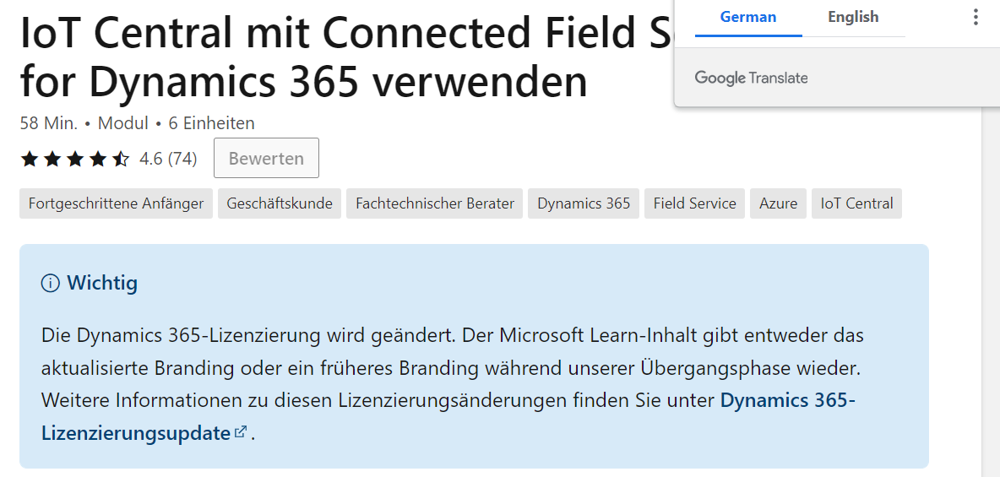 IoT Central mit Connected Field
for Dynamics 365 verwenden
German English
Google Translate
58 Min. • Modul • 6 Einheiten
4.6 (74) Bewerten
Fortgeschrittene Anfänger Geschäftskunde Fachtechnischer Berater Dynamics 365 Field Service Azure IoT Central
Wichtig
Die Dynamics 365-Lizenzierung wird geändert. Der Microsoft Learn-Inhalt gibt entweder das
aktualisierte Branding oder ein früheres Branding während unserer Übergangsphase wieder.
Weitere Informationen zu diesen Lizenzierungsänderungen finden Sie unter Dynamics 365-
Lizenzierungsupdate.